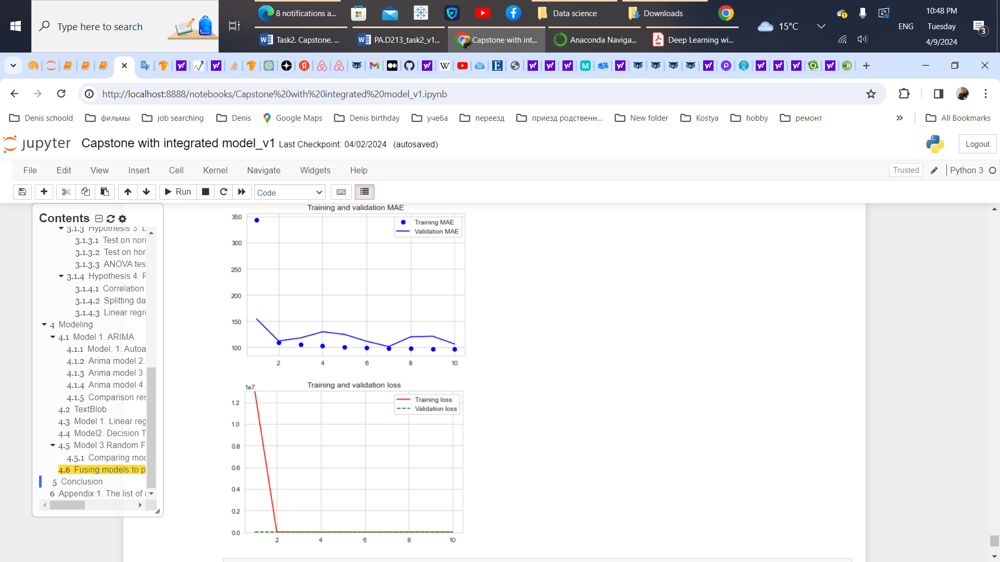 Type here to search
8 notifications a...
Data science
Downloads
Task2. Capstone. ...
PA.D213_task2_v1...
Capstone with int...
Anaconda Naviga...
Deep Learning wi...
15°C
ENG
10:48 PM
Tuesday
4/9/2024
3
http://localhost:8888/notebooks/Capstone%20with%20integrated%20model_v1.ipynb
Denis schoold
фильмы
job searching
Denis
Google Maps
Denis birthday
учеба
переезд
приезд родственн...
New folder
Kostya
hobby
ремонт
All Bookmarks
jupyter Capstone with integrated model_v1 Last Checkpoint: 04/02/2024 (autosaved)
Logout
File Edit View Insert Cell Kernel Navigate Widgets Help
Trusted
Python 3
Run
Code
Contents
3.1.3 Hypothesis 3. L
3.1.3.1 Test on nor
3.1.3.2 Test on hor
3.1.3.3 ANOVA tes
3.1.4 Hypothesis 4. F
3.1.4.1 Correlation
3.1.4.2 Splitting da
3.1.4.3 Linear regre
4 Modeling
4.1 Model 1. ARIMA
4.1.1 Model. 1. Autoa
4.1.2 Arima model 2.
4.1.3 Arima model 3.
4.1.4 Arima model 4.
4.1.5 Comparison res
4.2 TextBlob
4.3 Model 1. Linear reg
4.4 Model2. Decision T
4.5 Model 3.Random F
4.5.1 Comparing mod
4.6 Fusing models to p
5 Conclusion
6 Appendix 1. The list of
Training and validation MAE
Training MAE
Validation MAE
350
300
250
200
150
100
2 4 6 8 10
Training and validation loss
1e7
Training loss
Validation loss
1.2
1.0
0.8
0.6
0.4
0.2
0.0
2 4 6 8 10